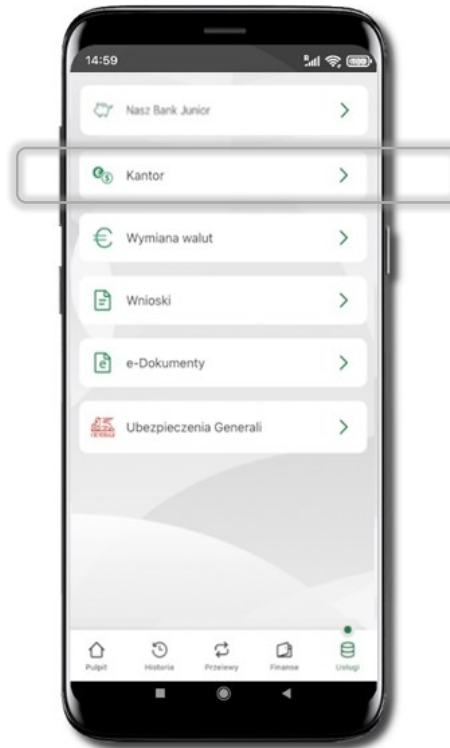 14:59
Nasz Bank Junior
Kantor
Wymiana walut
Wnioski
e-Dokumenty
Ubezpieczenia Generali
Pulpit
Historia
Przelewy
Finanse
Usługi